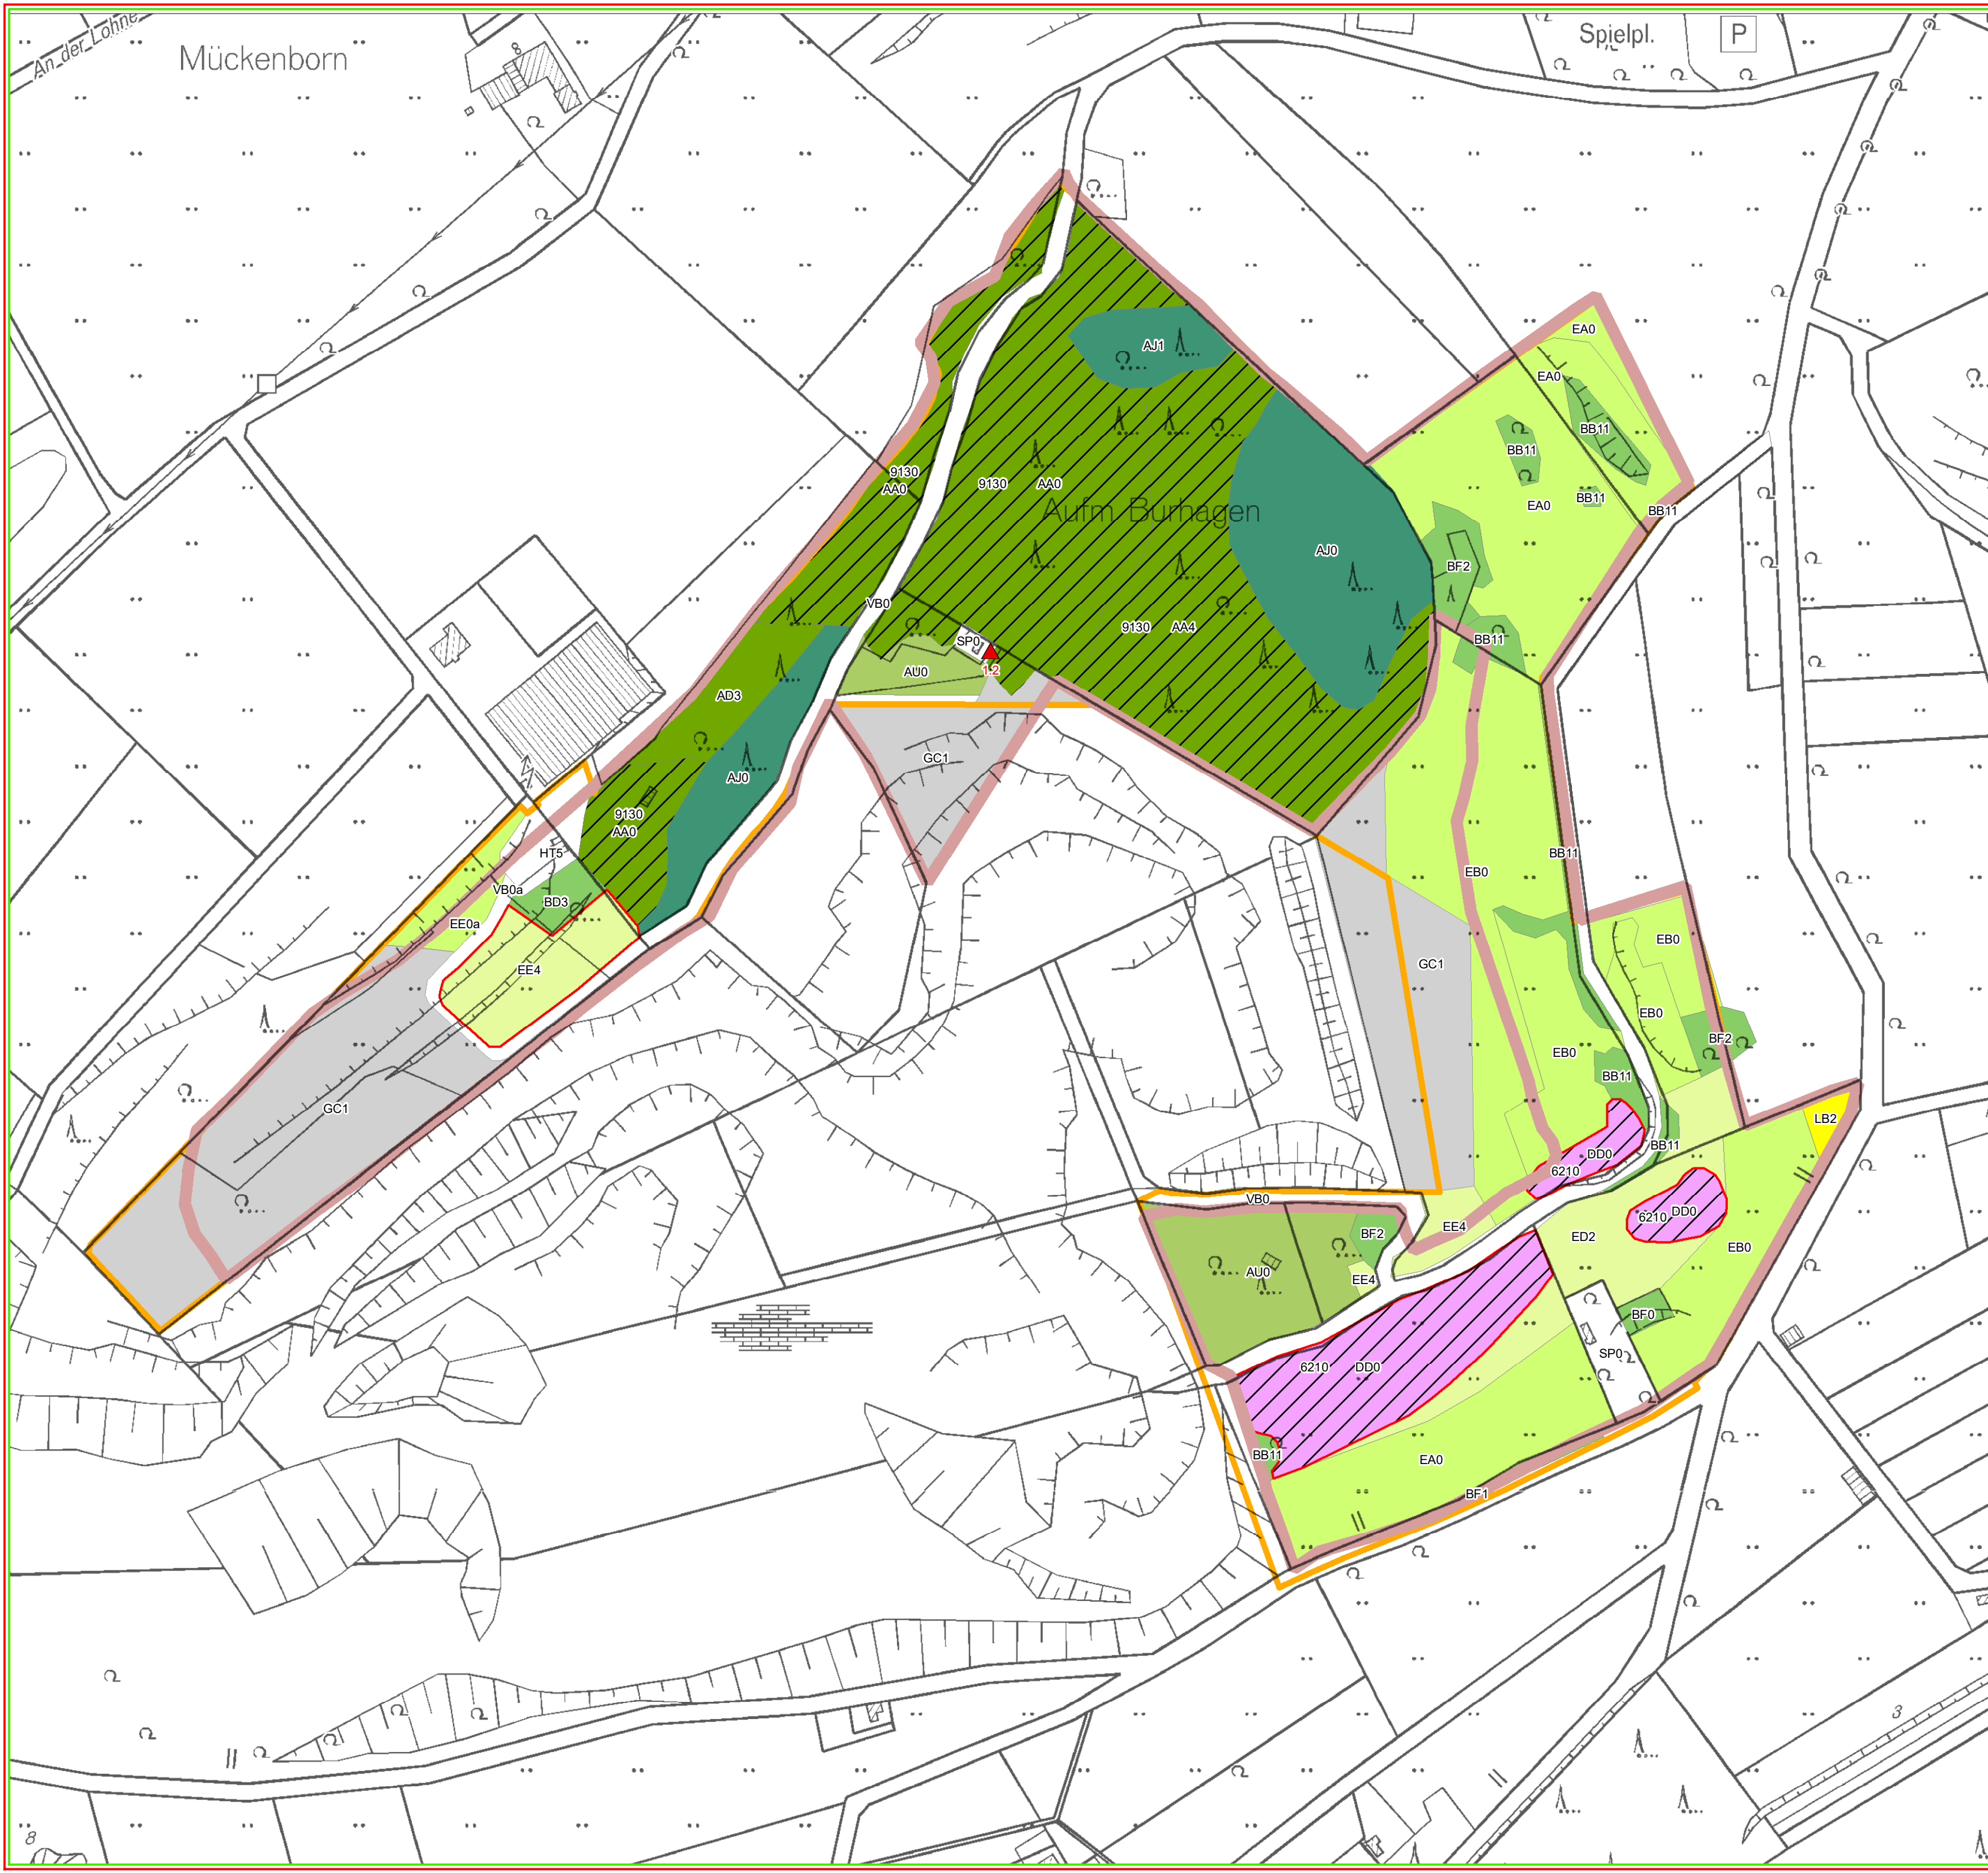 An der Lohne
Mückenborn
8
Spielpl.
P
EA0
AJ1
EA0
BB11
BB11
9130
AA0
9130
AA0
BB11
EA0
BB11
Aufm Burhagen
AJ0
BF2
VB0
9130
AA4
SP0
BB11
1.2
AU0
AD3
GC1
AJ0
9130
AA0
HT5
BB11
VB0a
BD3
EB0
EE0a
EB0
EE4
GC1
EB0
BF2
EB0
BB11
GC1
LB2
BB11
DD0
6210
VB0
6210
DD0
EE4
BF2
ED2
EB0
AU0
EE4
BF0
SP0
6210
DD0
BB11
EA0
BF1
3
8